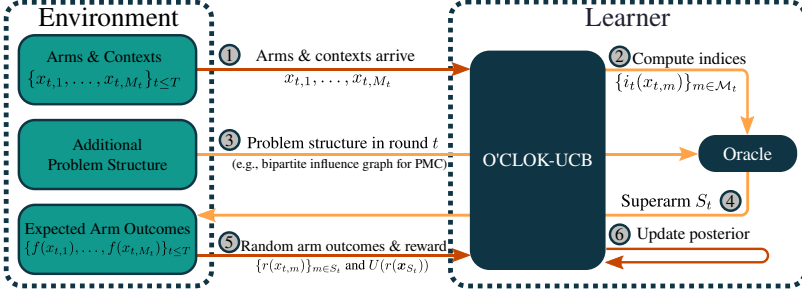 Environment
Learner
Arms & Contexts
{x_{t,1}, . . . , x_{t,M_t}}_{t≤T}
1
Arms & contexts arrive
x_{t,1}, . . . , x_{t,M_t}
2
Compute indices
{i_t(x_{t,m})}_{m∈ℳ_t}
Additional
Problem Structure
3
Problem structure in round t
(e.g., bipartite influence graph for PMC)
O'CLOK-UCB
Oracle
Superarm S_t
4
Expected Arm Outcomes
{f(x_{t,1}), . . . , f(x_{t,M_t})}_{t≤T}
5
Random arm outcomes & reward
{r(x_{t,m})}_{m∈S_t} and U(r(𝒙_{S_t}))
6
Update posterior